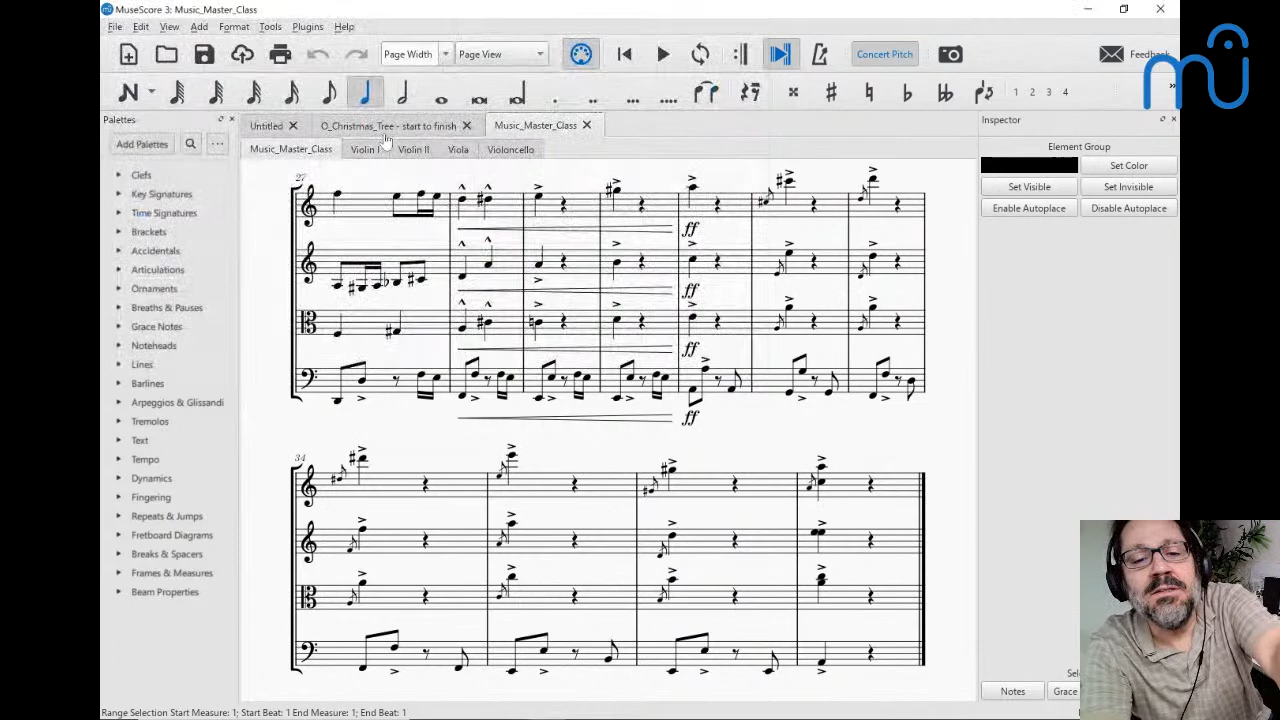 MuseScore 3: Music_Master_Class
File Edit View Add Format Tools Plugins Help
Page Width Page View Concert Pitch Feedback
1 2 3 4 »
Palettes Untitled O_Christmas_Tree - start to finish Music_Master_Class Inspector
Add Palettes ... Music_Master_Class Violin I Violin II Viola Violoncello Element Group
Set Color
Set Visible Set Invisible
Enable Autoplace Disable Autoplace
Clefs
Key Signatures
Time Signatures
Brackets
Accidentals
Articulations
Ornaments
Breaths & Pauses
Grace Notes
Noteheads
Lines
Barlines
Arpeggios & Glissandi
Tremolos
Text
Tempo
Dynamics
Fingering
Repeats & Jumps
Fretboard Diagrams
Breaks & Spacers
Frames & Measures
Beam Properties
27
ff
ff
ff
ff
34
Sele
Notes Grace
Range Selection Start Measure: 1; Start Beat: 1 End Measure: 1; End Beat: 1